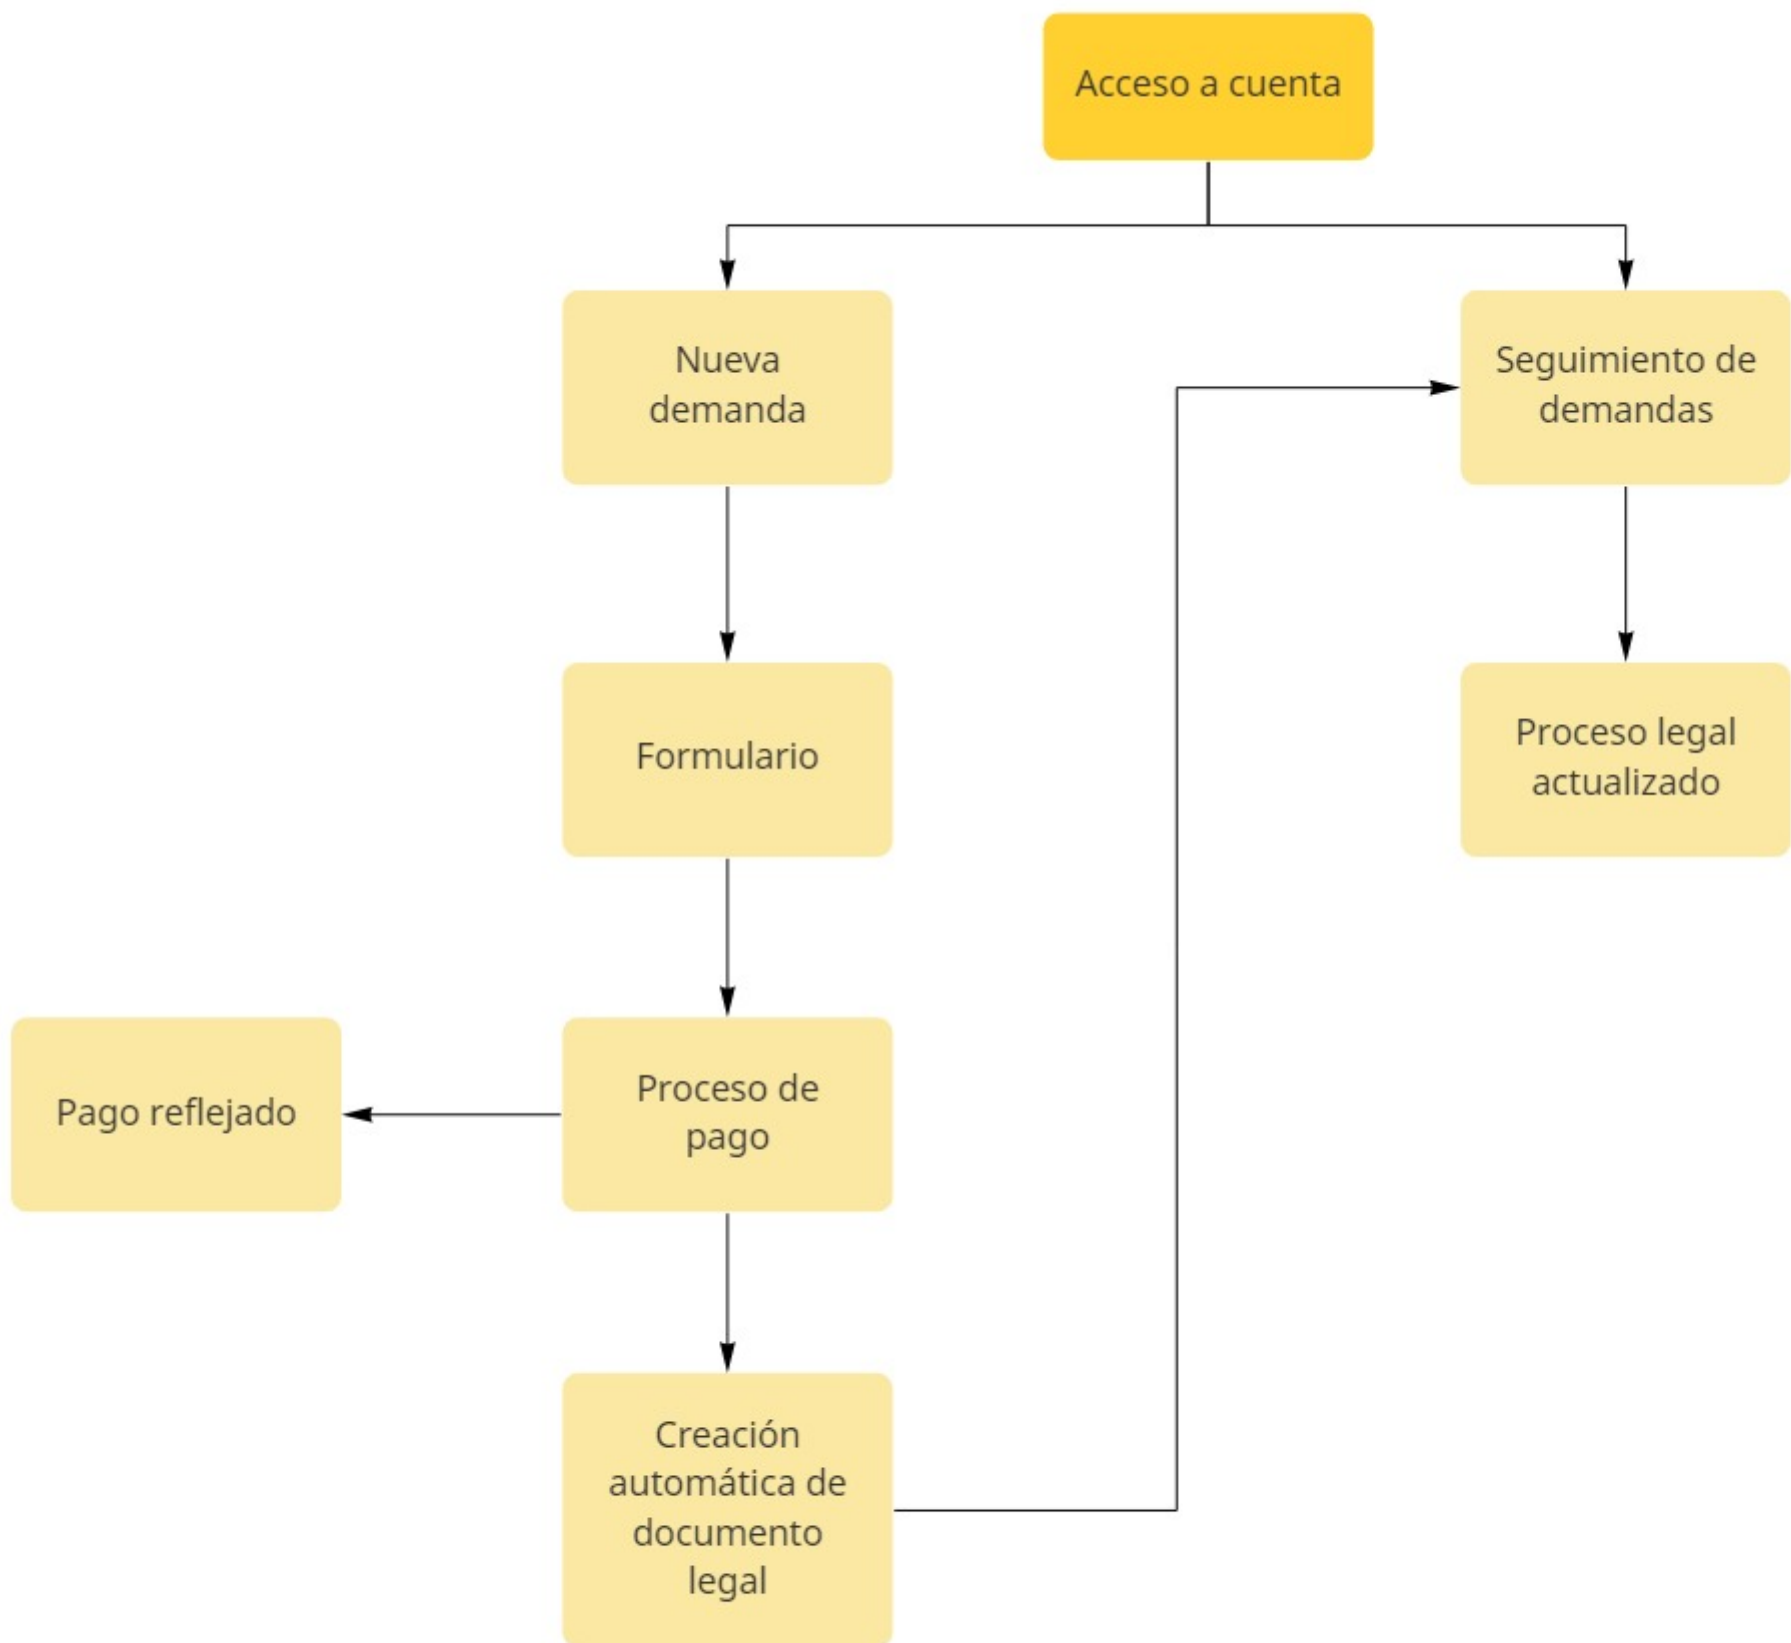 Acceso a cuenta
Nueva
demanda
Seguimiento de
demandas
Formulario
Proceso legal
actualizado
Pago reflejado
Proceso de
pago
Creación
automática de
documento
legal